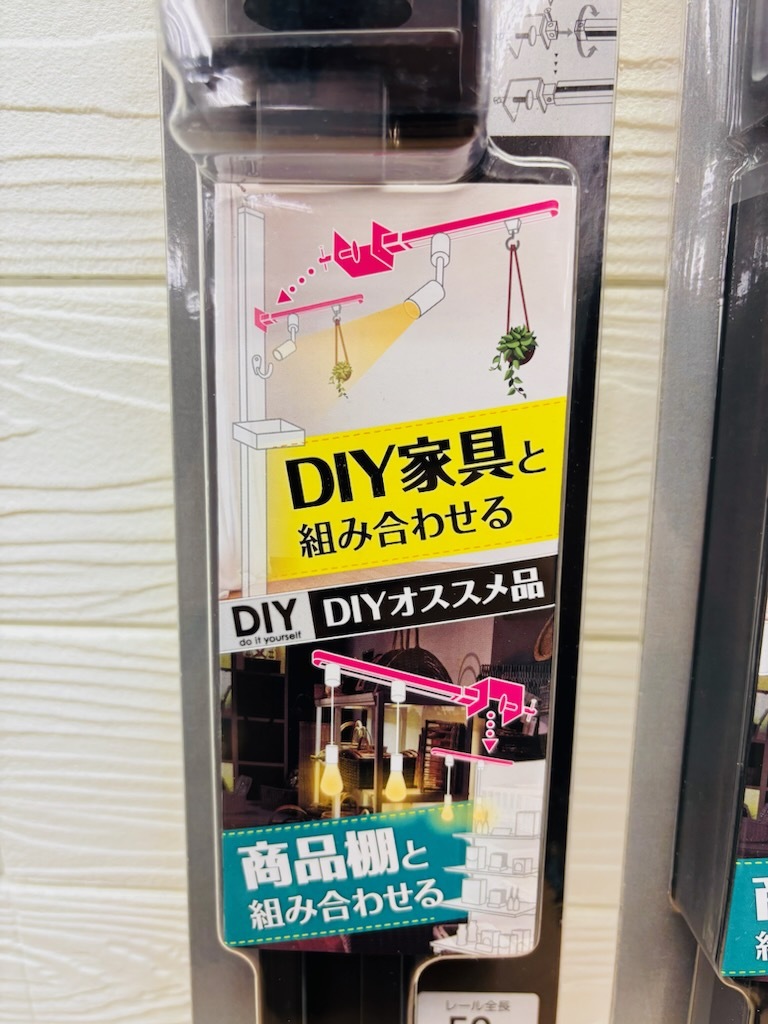 DIY家具と
組み合わせる
DIY
do it yourself
DIYオススメ品
商品棚と
組み合わせる
レール全長